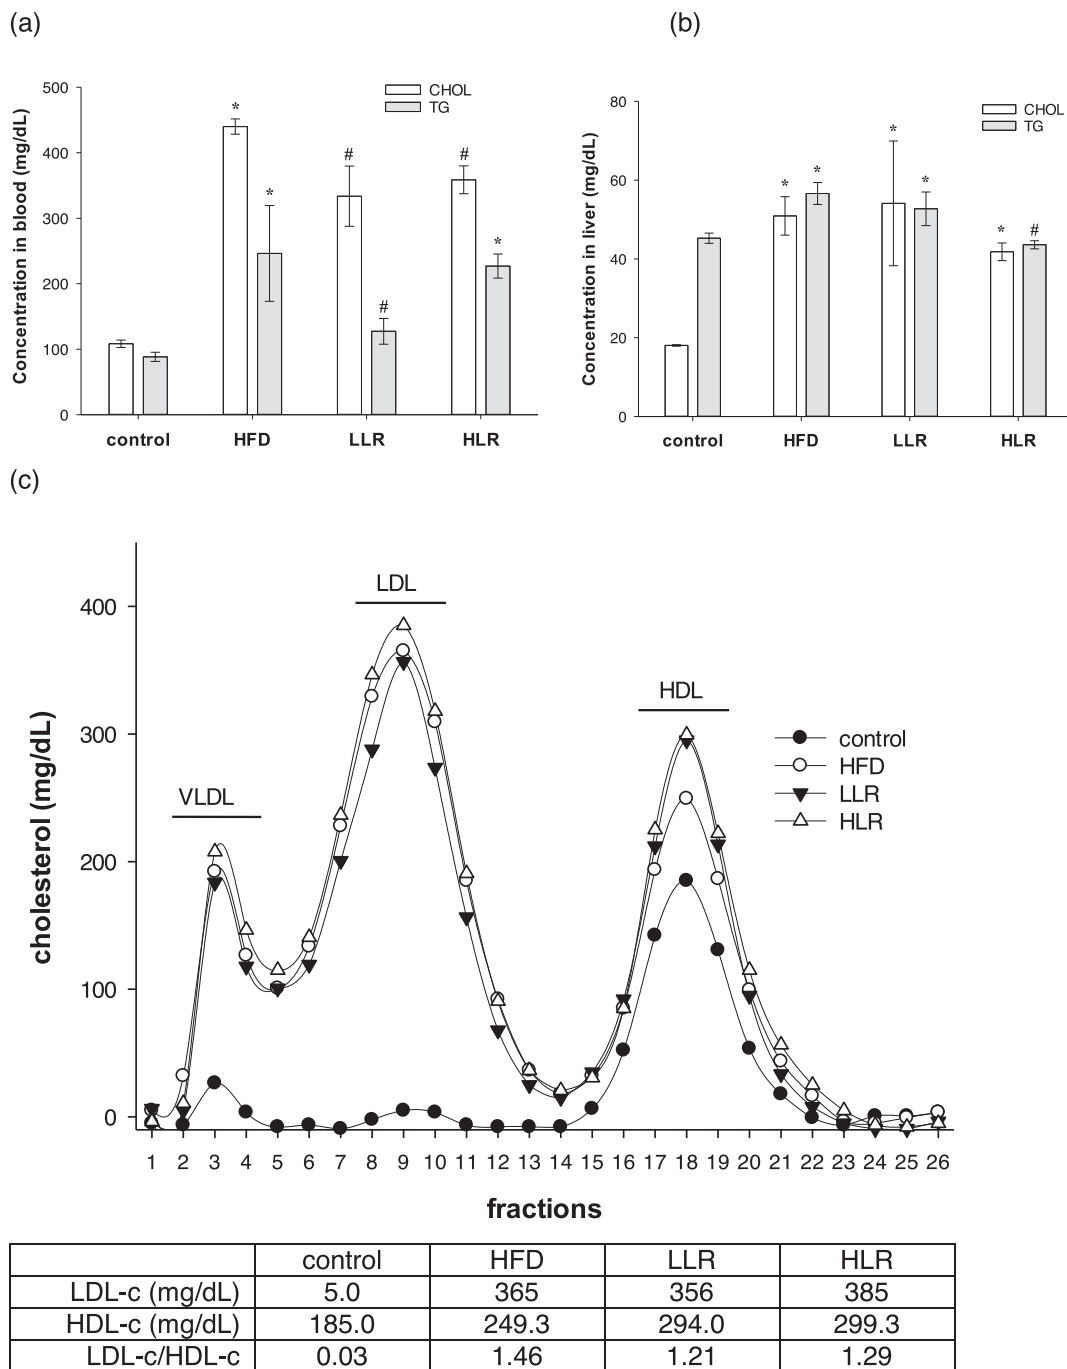 (a)
(b)
500
400
300
200
100
0
Concentration in blood (mg/dL)
CHOL
TG
*
*
#
#
#
*
control HFD LLR HLR
80
60
40
20
0
Concentration in liver (mg/dL)
CHOL
TG
*
*
*
*
*
#
control HFD LLR HLR
(c)
400
300
200
100
0
cholesterol (mg/dL)
VLDL
LDL
HDL
control
HFD
LLR
HLR
1 2 3 4 5 6 7 8 9 10 11 12 13 14 15 16 17 18 19 20 21 22 23 24 25 26
fractions
control HFD LLR HLR
LDL-c (mg/dL) 5.0 365 356 385
HDL-c (mg/dL) 185.0 249.3 294.0 299.3
LDL-c/HDL-c 0.03 1.46 1.21 1.29